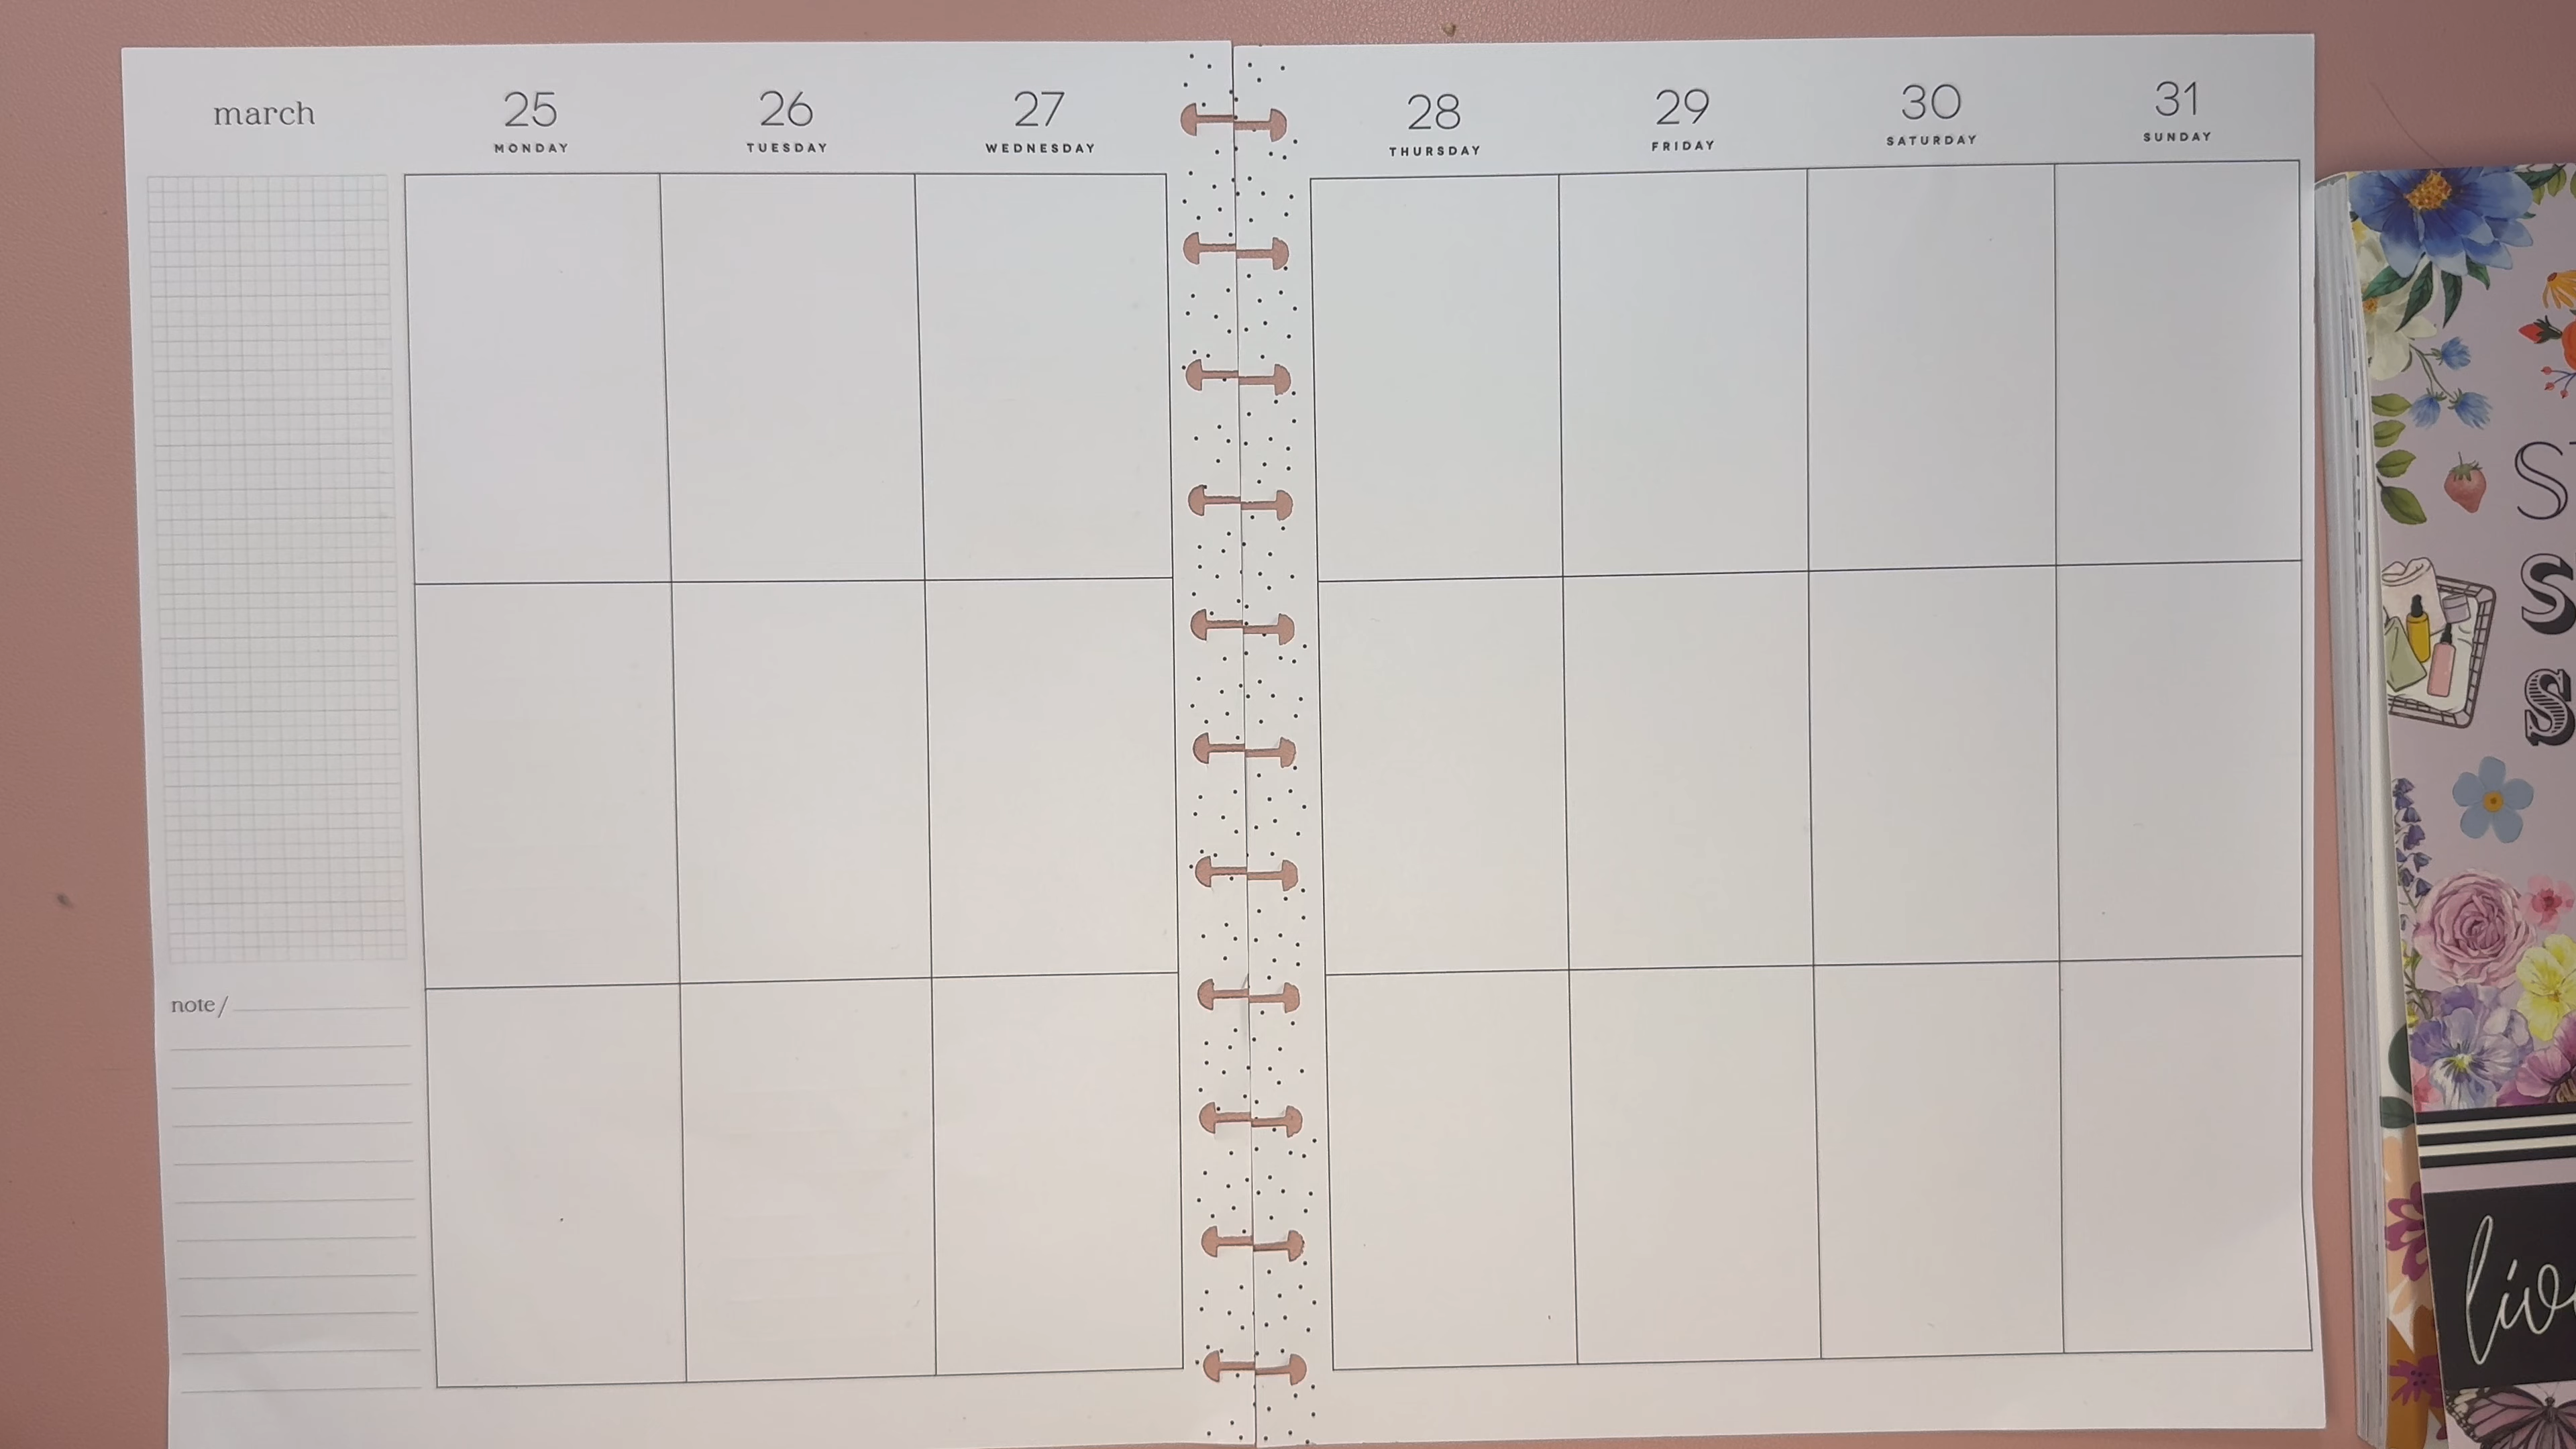 march
25
MONDAY
26
TUESDAY
27
WEDNESDAY
28
THURSDAY
29
FRIDAY
30
SATURDAY
31
SUNDAY
note/
S
S
S